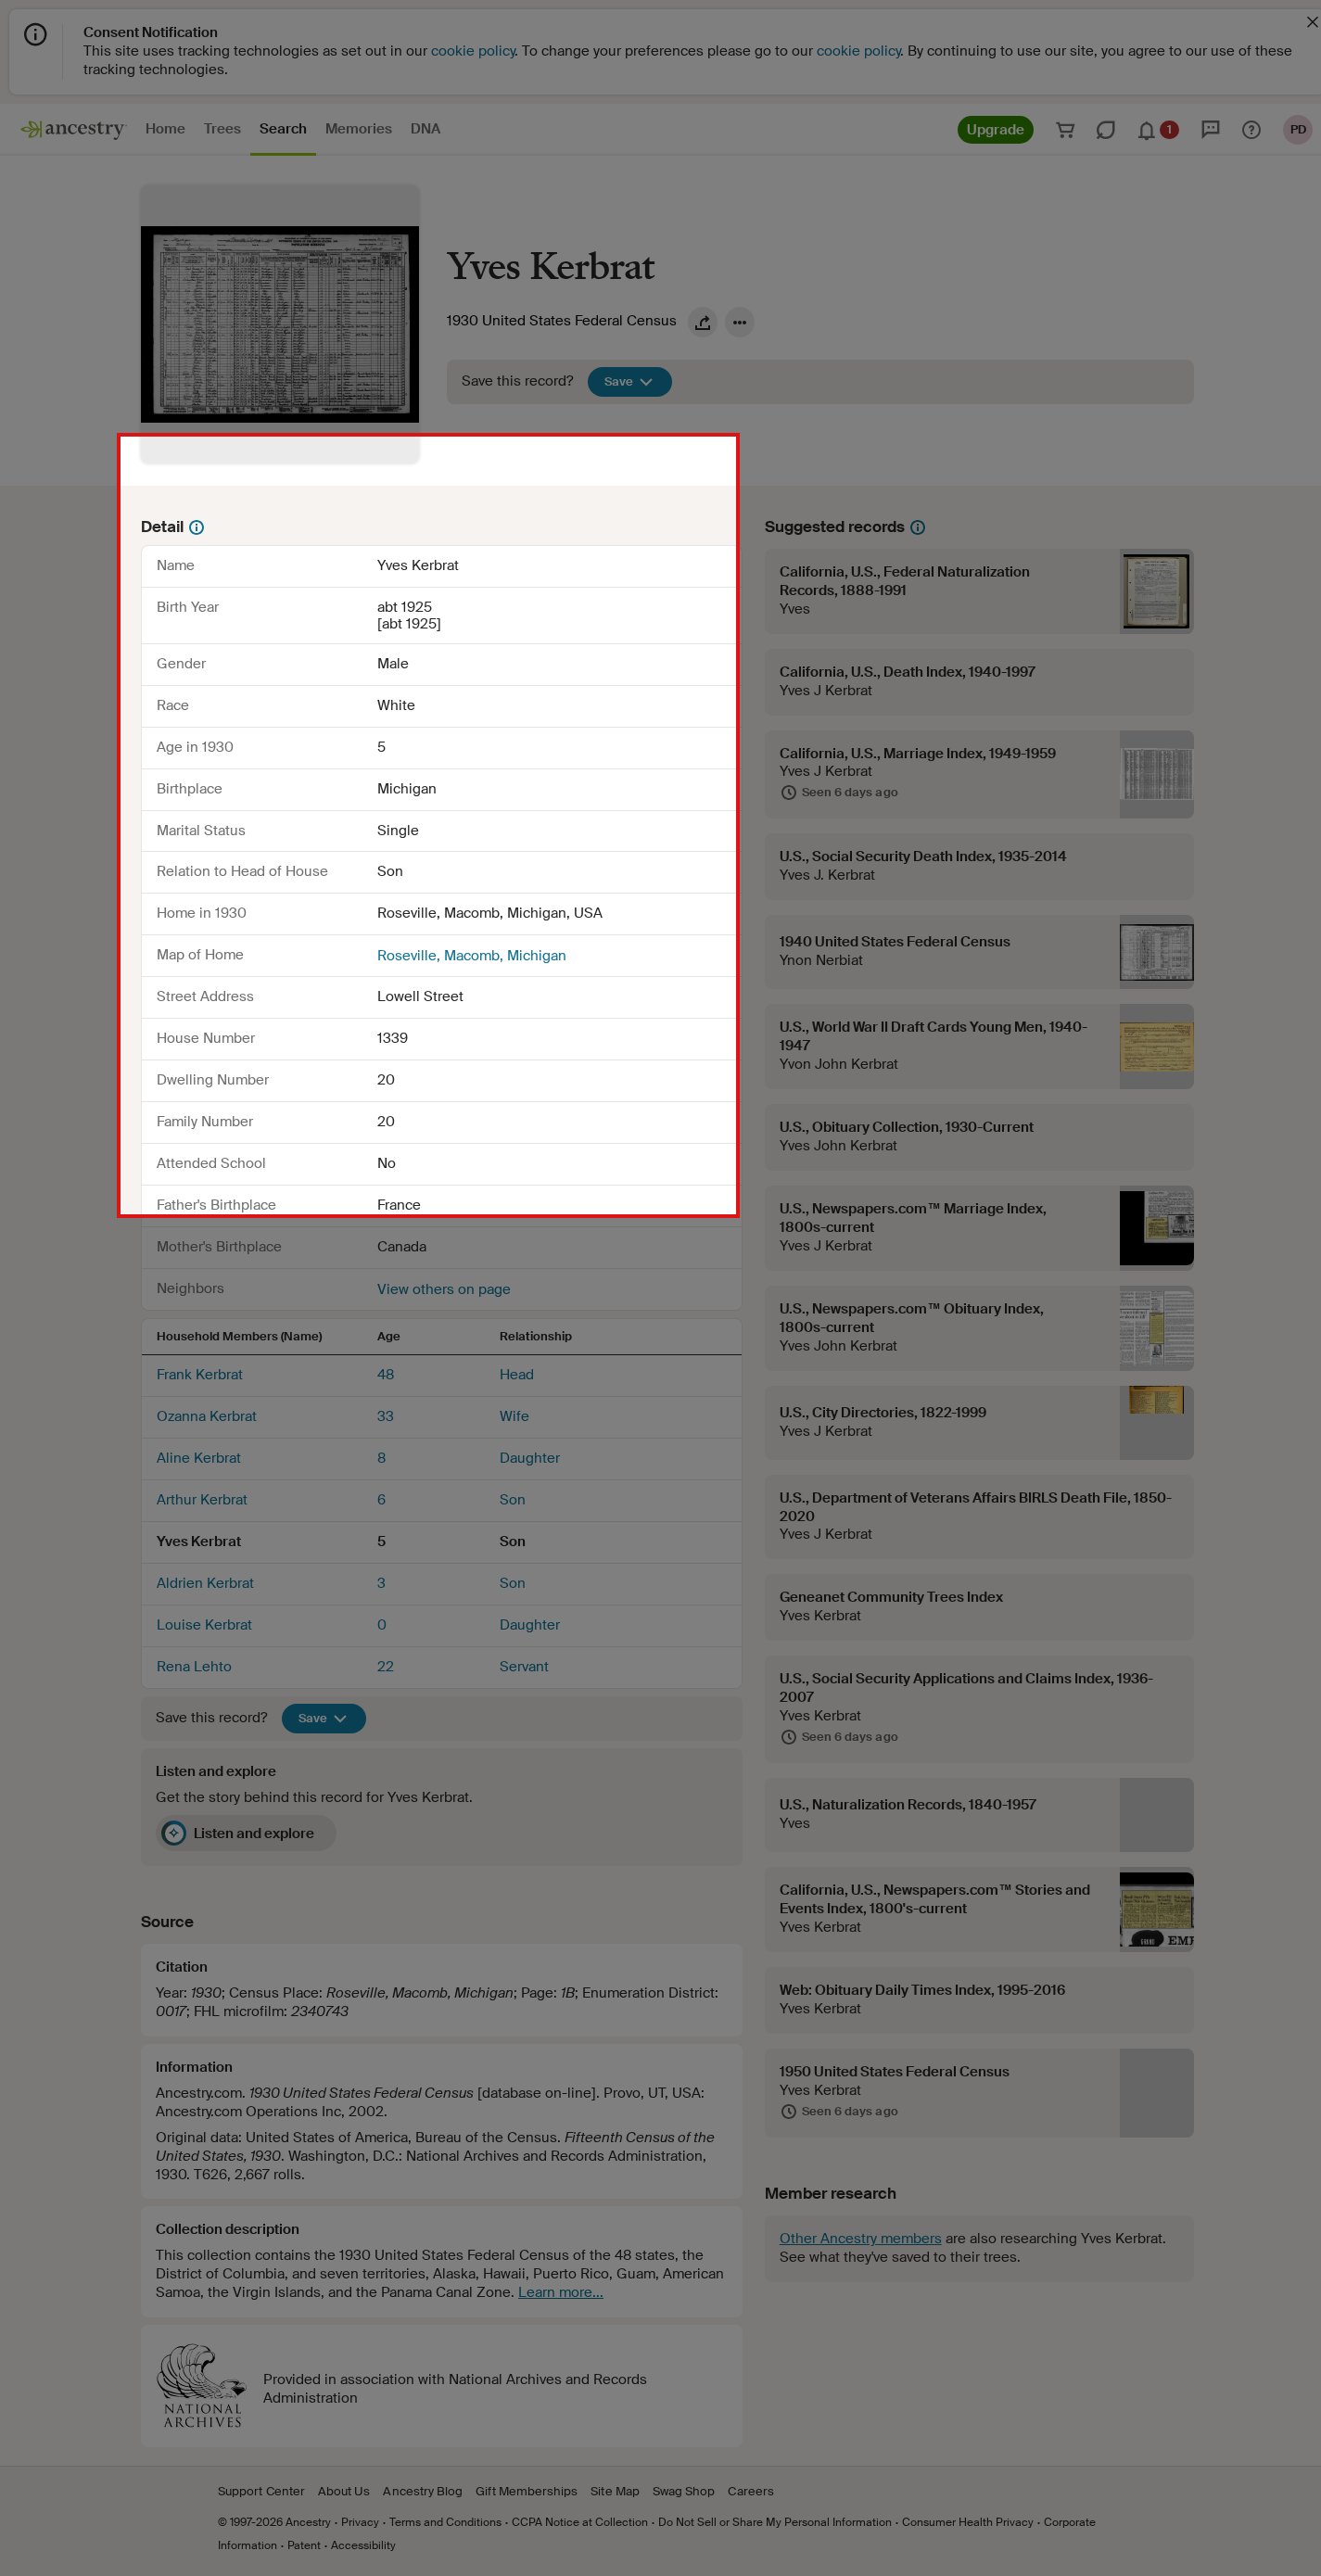 Consent Notification
This site uses tracking technologies as set out in our cookie policy. To change your preferences please go to our cookie policy. By continuing to use our site, you agree to our use of these
tracking technologies.
ancestry Home Trees Search Memories DNA Upgrade 1 PD
Yves Kerbrat
1930 United States Federal Census
Save this record? Save
Detail
Name Yves Kerbrat
Birth Year abt 1925
[abt 1925]
Gender Male
Race White
Age in 1930 5
Birthplace Michigan
Marital Status Single
Relation to Head of House Son
Home in 1930 Roseville, Macomb, Michigan, USA
Map of Home Roseville, Macomb, Michigan
Street Address Lowell Street
House Number 1339
Dwelling Number 20
Family Number 20
Attended School No
Father's Birthplace France
Mother's Birthplace Canada
Neighbors View others on page
Household Members (Name) Age Relationship
Frank Kerbrat 48 Head
Ozanna Kerbrat 33 Wife
Aline Kerbrat 8 Daughter
Arthur Kerbrat 6 Son
Yves Kerbrat 5 Son
Aldrien Kerbrat 3 Son
Louise Kerbrat 0 Daughter
Rena Lehto 22 Servant
Save this record? Save
Listen and explore
Get the story behind this record for Yves Kerbrat.
Listen and explore
Source
Citation
Year: 1930; Census Place: Roseville, Macomb, Michigan; Page: 1B; Enumeration District:
0017; FHL microfilm: 2340743
Information
Ancestry.com. 1930 United States Federal Census [database on-line]. Provo, UT, USA:
Ancestry.com Operations Inc, 2002.
Original data: United States of America, Bureau of the Census. Fifteenth Census of the
United States, 1930. Washington, D.C.: National Archives and Records Administration,
1930. T626, 2,667 rolls.
Collection description
This collection contains the 1930 United States Federal Census of the 48 states, the
District of Columbia, and seven territories, Alaska, Hawaii, Puerto Rico, Guam, American
Samoa, the Virgin Islands, and the Panama Canal Zone. Learn more...
NATIONAL
ARCHIVES
Provided in association with National Archives and Records
Administration
Suggested records
California, U.S., Federal Naturalization
Records, 1888-1991
Yves
California, U.S., Death Index, 1940-1997
Yves J Kerbrat
California, U.S., Marriage Index, 1949-1959
Yves J Kerbrat
Seen 6 days ago
U.S., Social Security Death Index, 1935-2014
Yves J. Kerbrat
1940 United States Federal Census
Ynon Nerbiat
U.S., World War II Draft Cards Young Men, 1940-
1947
Yvon John Kerbrat
U.S., Obituary Collection, 1930-Current
Yves John Kerbrat
U.S., Newspapers.com™ Marriage Index,
1800s-current
Yves J Kerbrat
U.S., Newspapers.com™ Obituary Index,
1800s-current
Yves John Kerbrat
U.S., City Directories, 1822-1999
Yves J Kerbrat
U.S., Department of Veterans Affairs BIRLS Death File, 1850-
2020
Yves J Kerbrat
Geneanet Community Trees Index
Yves Kerbrat
U.S., Social Security Applications and Claims Index, 1936-
2007
Yves Kerbrat
Seen 6 days ago
U.S., Naturalization Records, 1840-1957
Yves
California, U.S., Newspapers.com™ Stories and
Events Index, 1800's-current
Yves Kerbrat
Web: Obituary Daily Times Index, 1995-2016
Yves Kerbrat
1950 United States Federal Census
Yves Kerbrat
Seen 6 days ago
Member research
Other Ancestry members are also researching Yves Kerbrat.
See what they've saved to their trees.
Support Center About Us Ancestry Blog Gift Memberships Site Map Swag Shop Careers
© 1997-2026 Ancestry • Privacy • Terms and Conditions • CCPA Notice at Collection • Do Not Sell or Share My Personal Information • Consumer Health Privacy • Corporate
Information • Patent • Accessibility